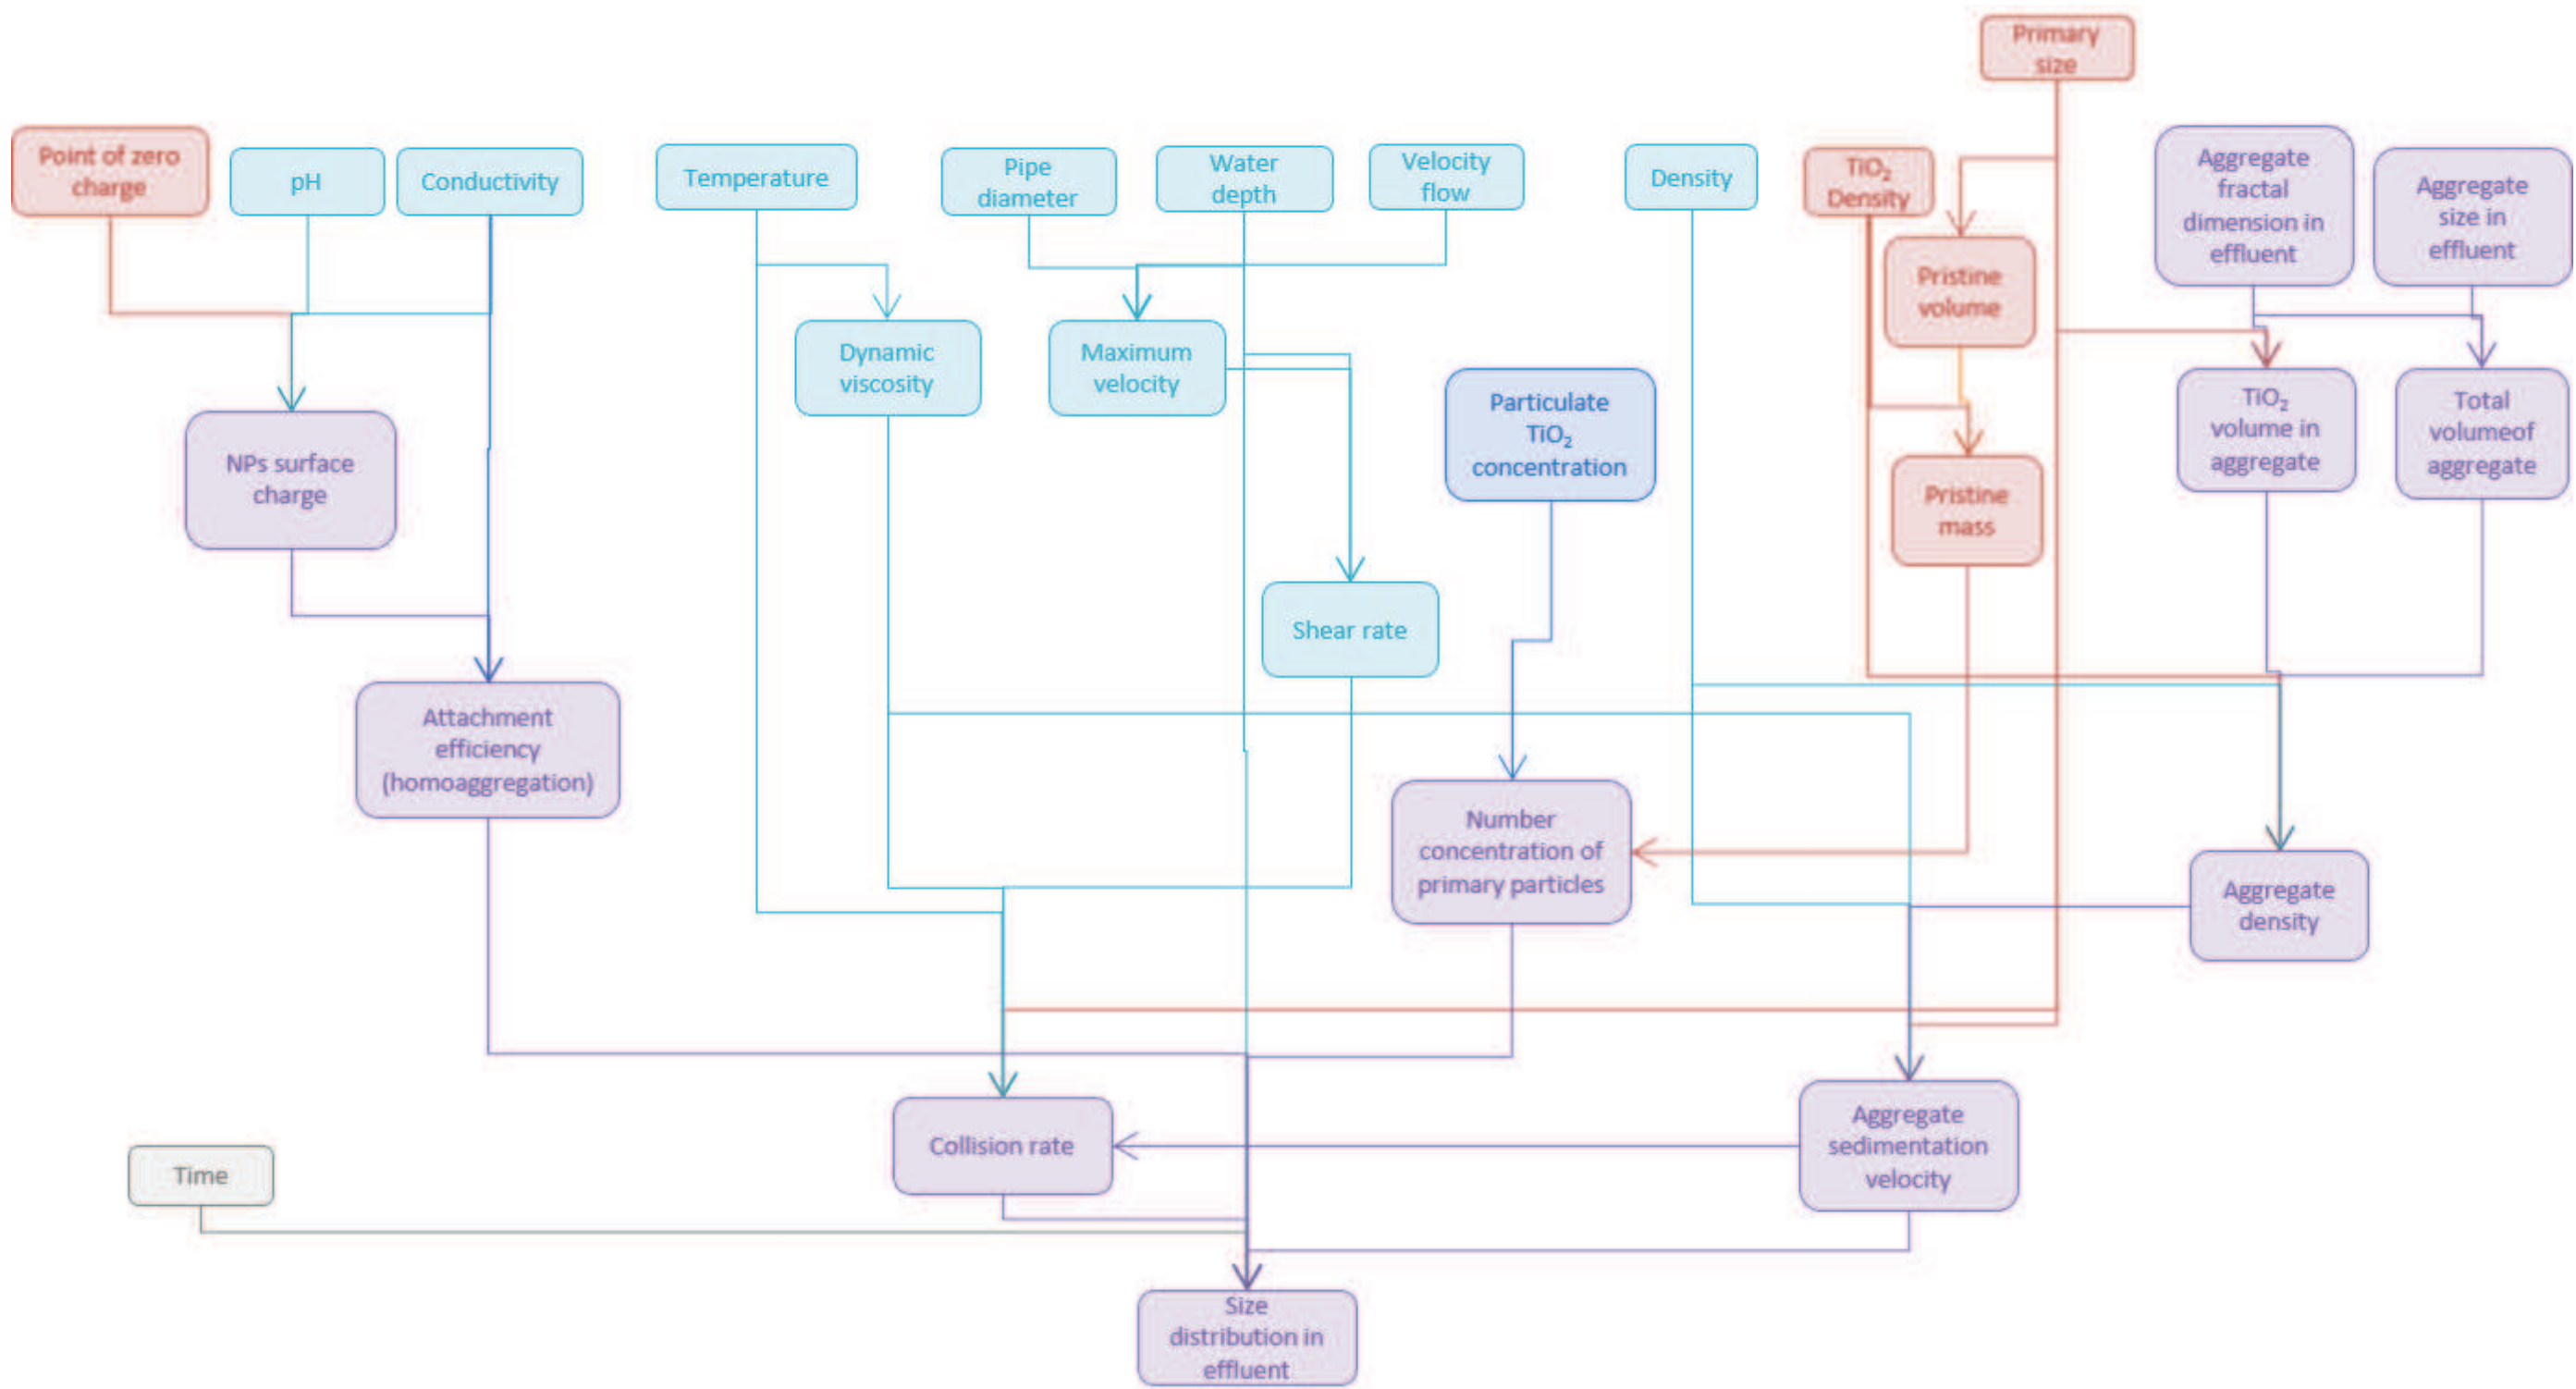 Primary
size
Point of zero
charge
pH
Conductivity
Temperature
Pipe
diameter
Water
depth
Velocity
flow
Density
TiO₂
Density
Aggregate
fractal
dimension in
effluent
Aggregate
size in
effluent
Pristine
volume
Dynamic
viscosity
Maximum
velocity
Particulate
TiO₂
concentration
TiO₂
volume in
aggregate
Total
volumeof
aggregate
NPs surface
charge
Pristine
mass
Shear rate
Attachment
efficiency
(homoaggregation)
Number
concentration of
primary particles
Aggregate
density
Collision rate
Aggregate
sedimentation
velocity
Time
Size
distribution in
effluent